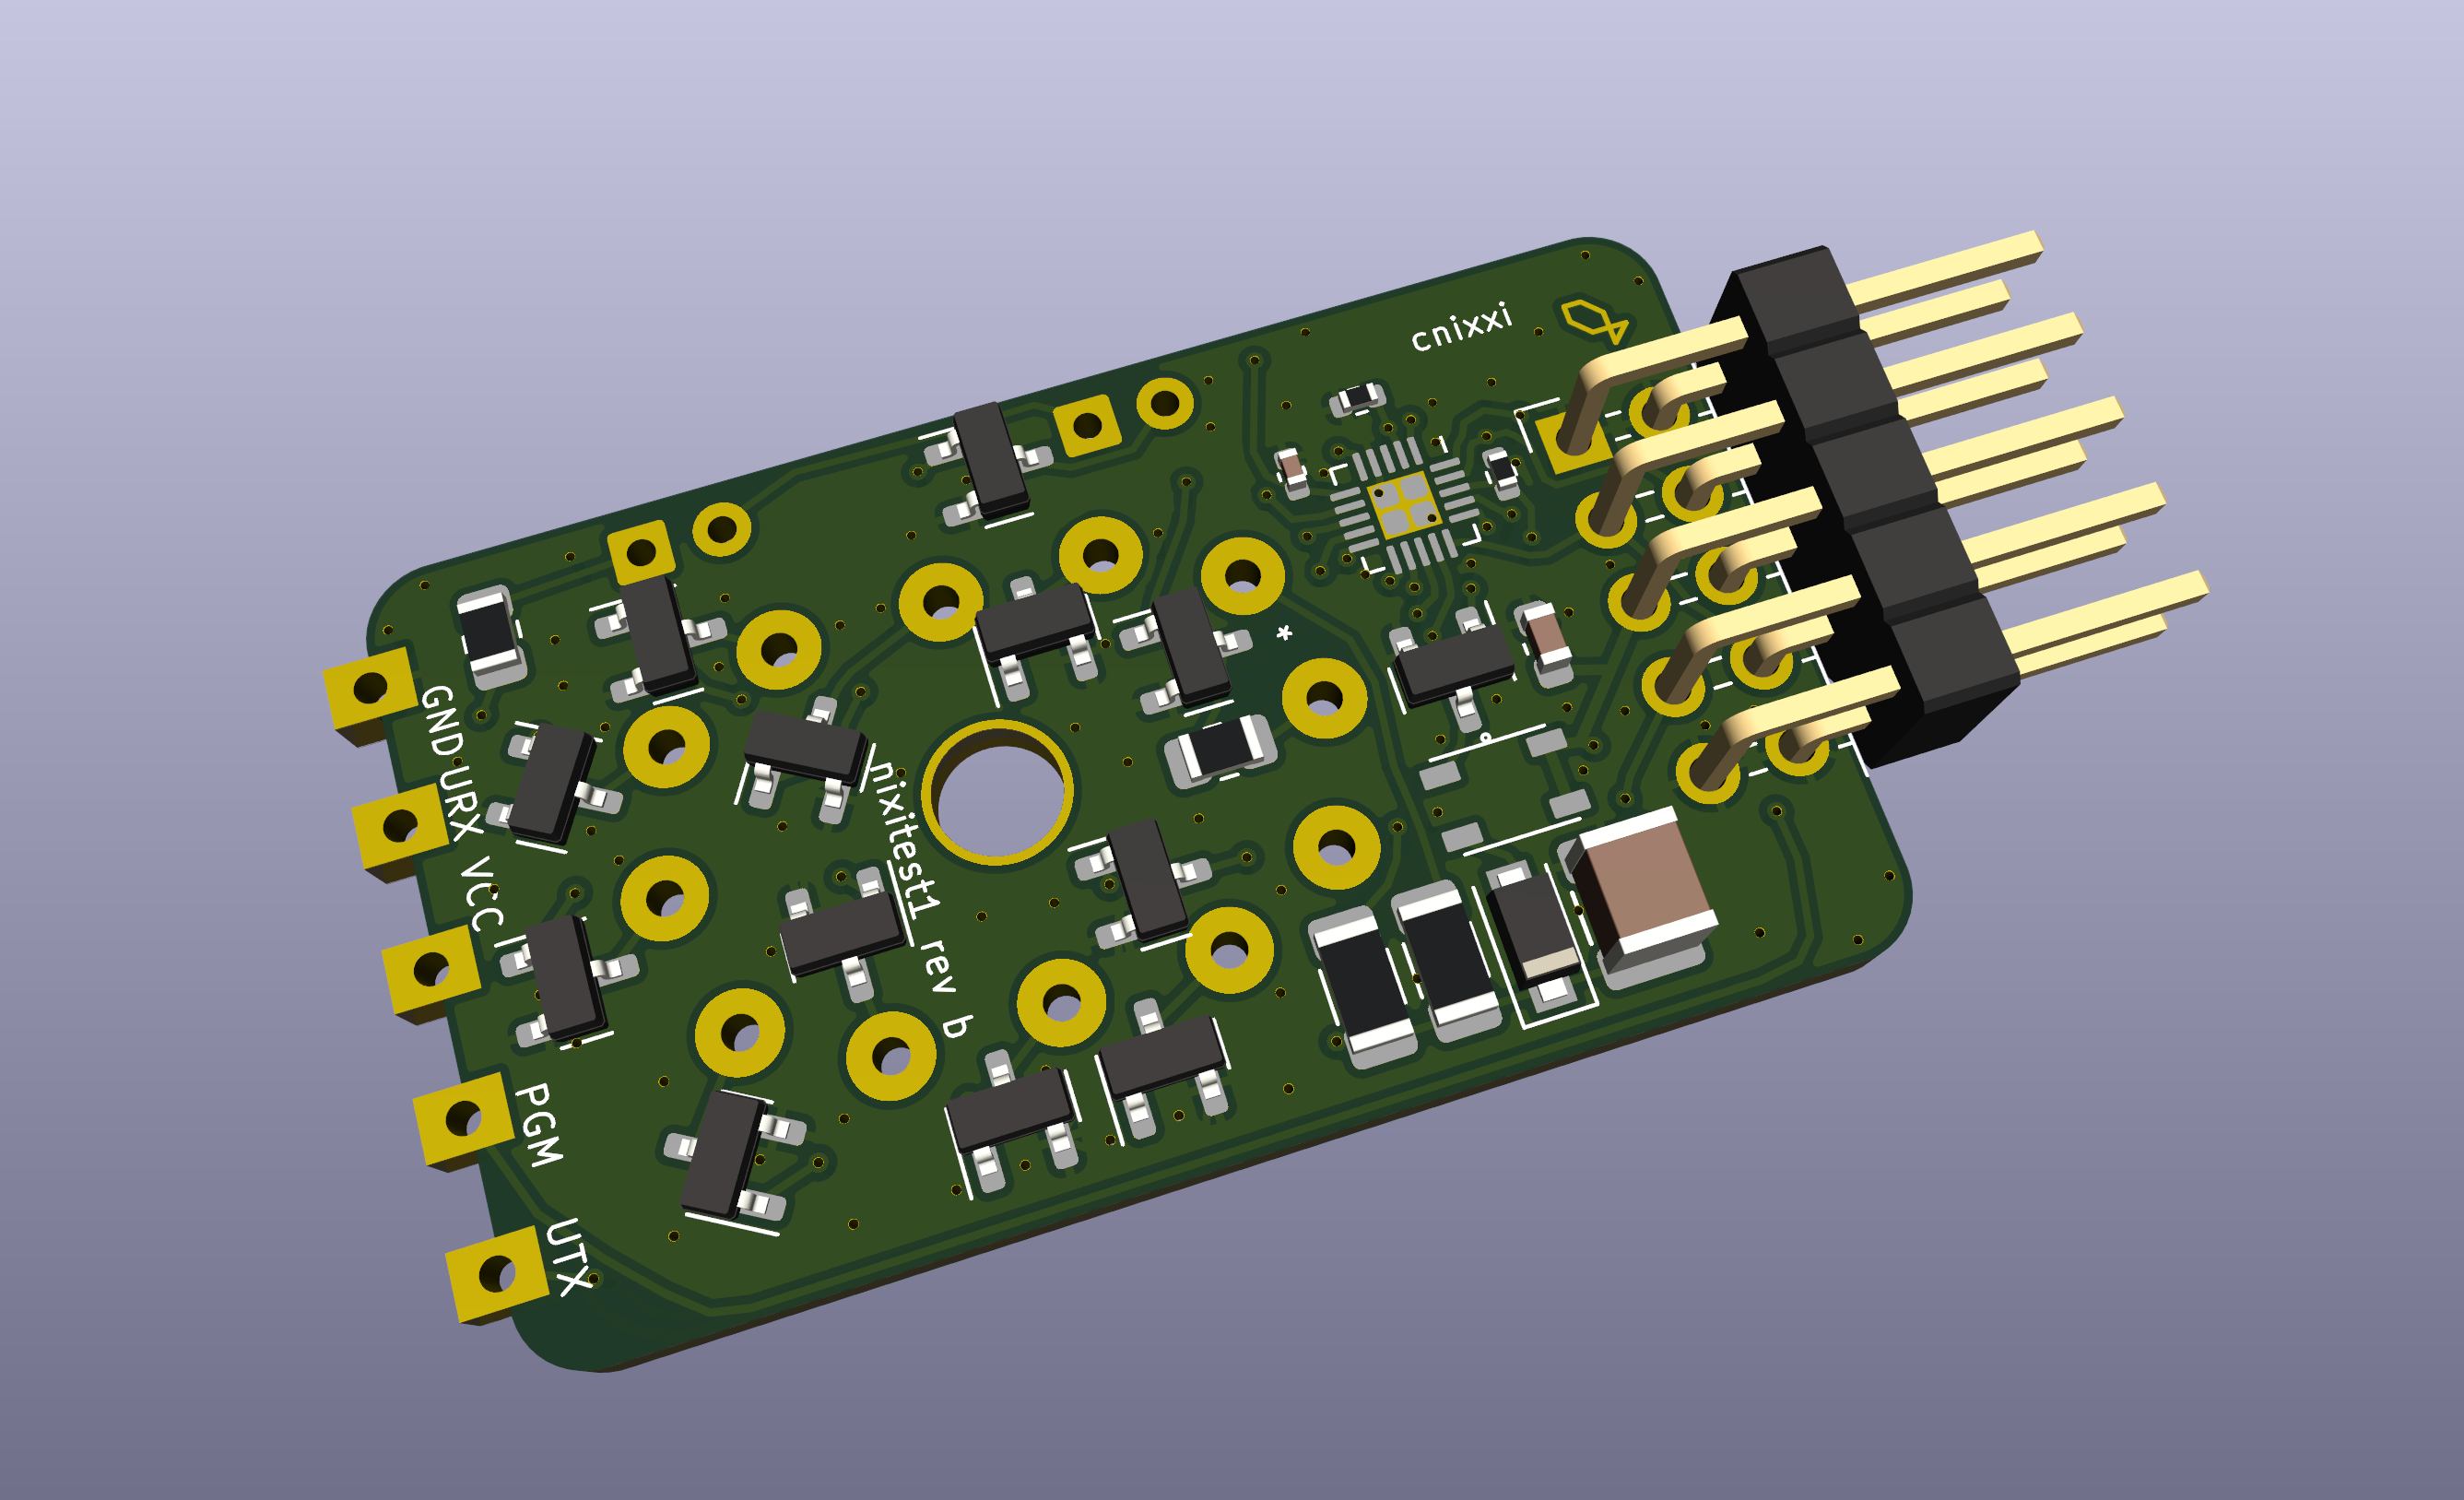 cnixxi
*
GND
URX
VCC
PGM
UTX
nixitest1 rev b